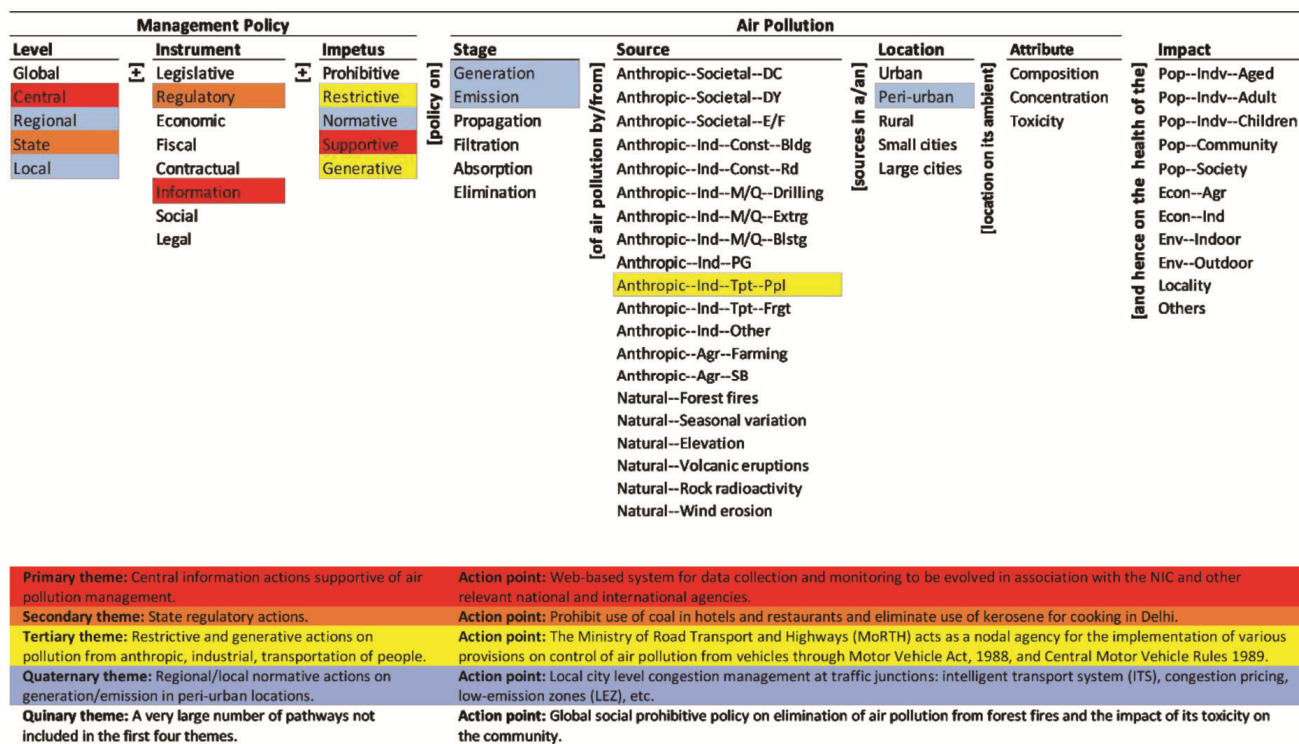 Management Policy
Air Pollution
Level
Instrument
Impetus
Stage
Source
Location
Attribute
Impact
Global
Central
Regional
State
Local
[+]
Legislative
Regulatory
Economic
Fiscal
Contractual
Information
Social
Legal
[+]
Prohibitive
Restrictive
Normative
Supportive
Generative
[policy on]
Generation
Emission
Propagation
Filtration
Absorption
Elimination
[of air pollution by/from]
Anthropic--Societal--DC
Anthropic--Societal--DY
Anthropic--Societal--E/F
Anthropic--Ind--Const--Bldg
Anthropic--Ind--Const--Rd
Anthropic--Ind--M/Q--Drilling
Anthropic--Ind--M/Q--Extrg
Anthropic--Ind--M/Q--Blstg
Anthropic--Ind--PG
Anthropic--Ind--Tpt--Ppl
Anthropic--Ind--Tpt--Frgt
Anthropic--Ind--Other
Anthropic--Agr--Farming
Anthropic--Agr--SB
Natural--Forest fires
Natural--Seasonal variation
Natural--Elevation
Natural--Volcanic eruptions
Natural--Rock radioactivity
Natural--Wind erosion
[sources in a/an]
Urban
Peri-urban
Rural
Small cities
Large cities
[location on its ambient]
Composition
Concentration
Toxicity
[and hence on the health of the]
Pop--Indv--Aged
Pop--Indv--Adult
Pop--Indv--Children
Pop--Community
Pop--Society
Econ--Agr
Econ--Ind
Env--Indoor
Env--Outdoor
Locality
Others
Primary theme: Central information actions supportive of air
pollution management.
Action point: Web-based system for data collection and monitoring to be evolved in association with the NIC and other
relevant national and international agencies.
Secondary theme: State regulatory actions.
Action point: Prohibit use of coal in hotels and restaurants and eliminate use of kerosene for cooking in Delhi.
Tertiary theme: Restrictive and generative actions on
pollution from anthropic, industrial, transportation of people.
Action point: The Ministry of Road Transport and Highways (MoRTH) acts as a nodal agency for the implementation of various
provisions on control of air pollution from vehicles through Motor Vehicle Act, 1988, and Central Motor Vehicle Rules 1989.
Quaternary theme: Regional/local normative actions on
generation/emission in peri-urban locations.
Action point: Local city level congestion management at traffic junctions: intelligent transport system (ITS), congestion pricing,
low-emission zones (LEZ), etc.
Quinary theme: A very large number of pathways not
included in the first four themes.
Action point: Global social prohibitive policy on elimination of air pollution from forest fires and the impact of its toxicity on
the community.